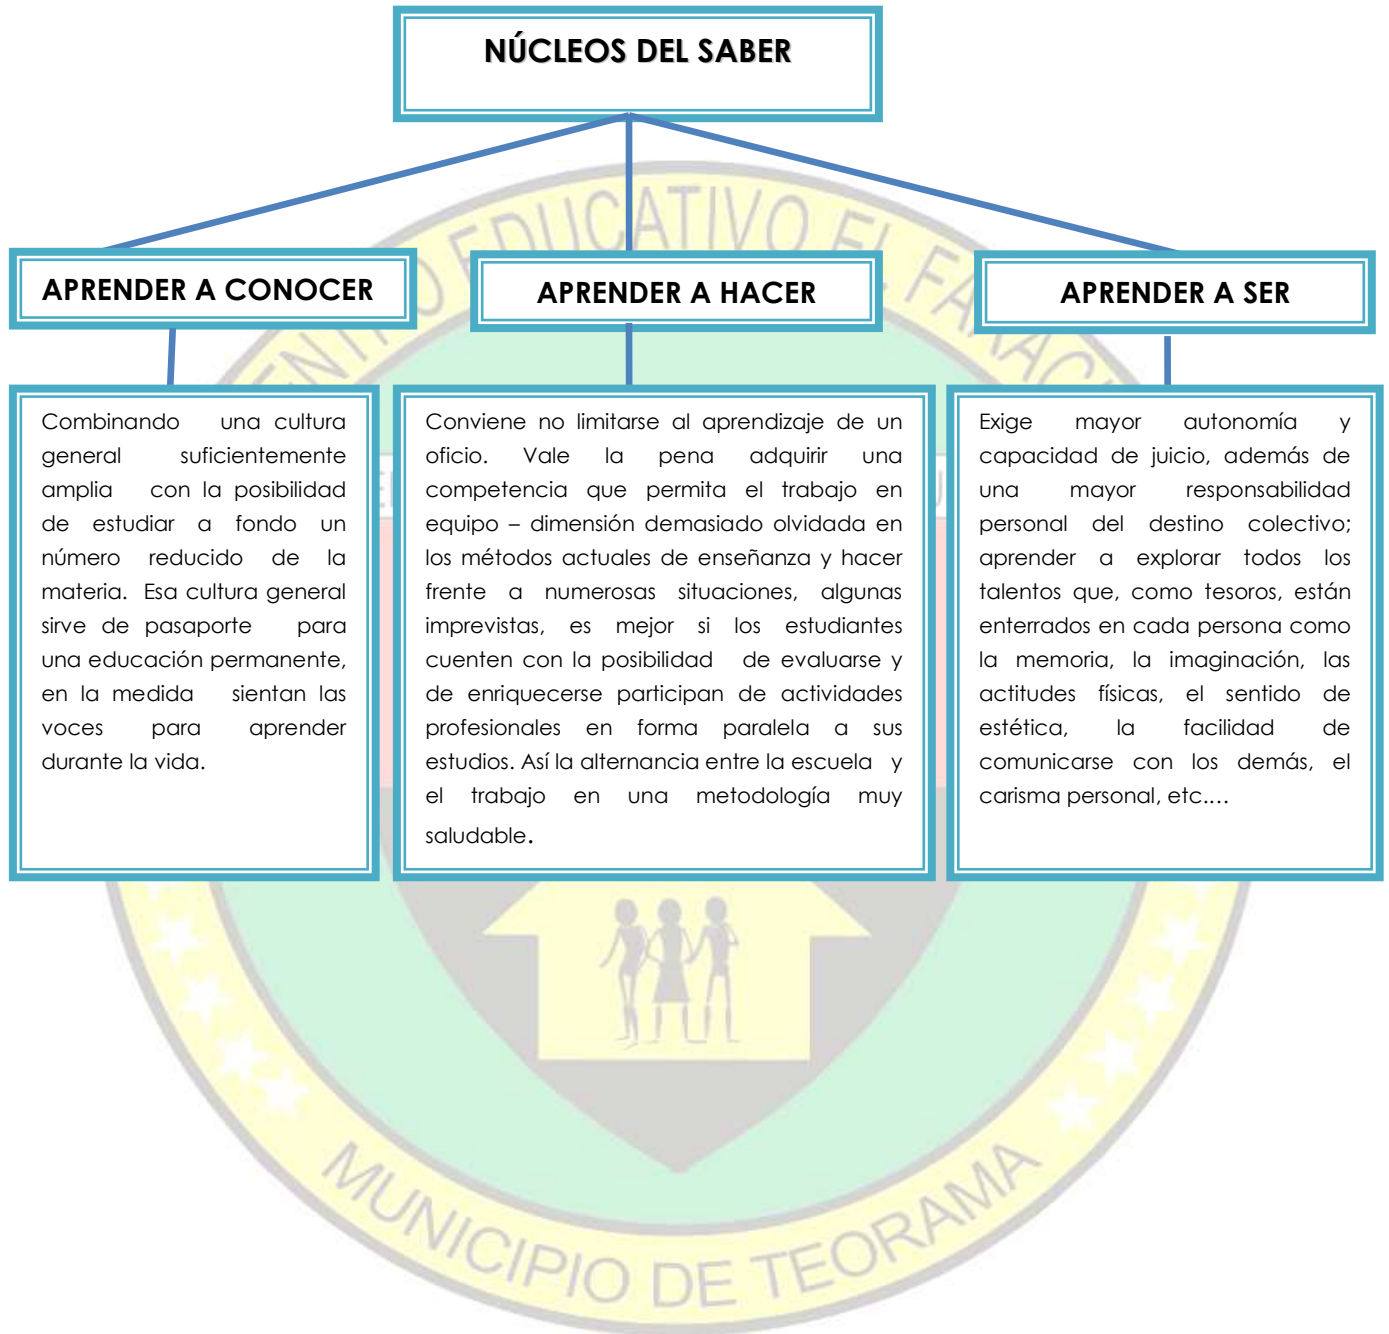 NÚCLEOS DEL SABER
APRENDER A CONOCER
APRENDER A HACER
APRENDER A SER
Combinando una cultura
general suficientemente
amplia con la posibilidad
de estudiar a fondo un
número reducido de la
materia. Esa cultura general
sirve de pasaporte para
una educación permanente,
en la medida sientan las
voces para aprender
durante la vida.
Conviene no limitarse al aprendizaje de un
oficio. Vale la pena adquirir una
competencia que permita el trabajo en
equipo – dimensión demasiado olvidada en
los métodos actuales de enseñanza y hacer
frente a numerosas situaciones, algunas
imprevistas, es mejor si los estudiantes
cuenten con la posibilidad de evaluarse y
de enriquecerse participan de actividades
profesionales en forma paralela a sus
estudios. Así la alternancia entre la escuela y
el trabajo en una metodología muy
saludable.
Exige mayor autonomía y
capacidad de juicio, además de
una mayor responsabilidad
personal del destino colectivo;
aprender a explorar todos los
talentos que, como tesoros, están
enterrados en cada persona como
la memoria, la imaginación, las
actitudes físicas, el sentido de
estética, la facilidad de
comunicarse con los demás, el
carisma personal, etc.…
EDUCATIVO EL
MUNICIPIO DE TEORAMA